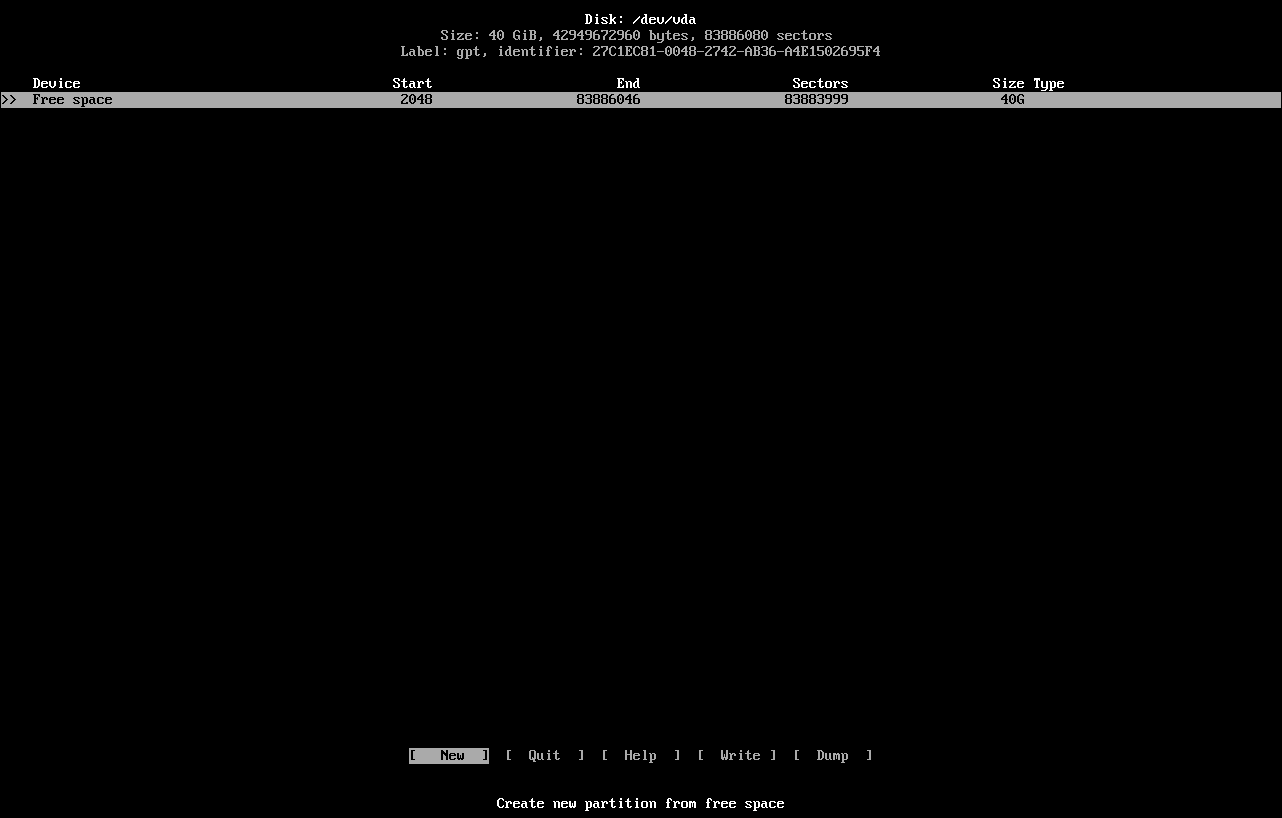 Disk: /dev/vda
Size: 40 GiB, 42949672960 bytes, 83886080 sectors
Label: gpt, identifier: 27C1EC81-0048-2742-AB36-A4E1502695F4
Device Start End Sectors Size Type
>> Free space 2048 83886046 83883999 40G
[ New ] [ Quit ] [ Help ] [ Write ] [ Dump ]
Create new partition from free space